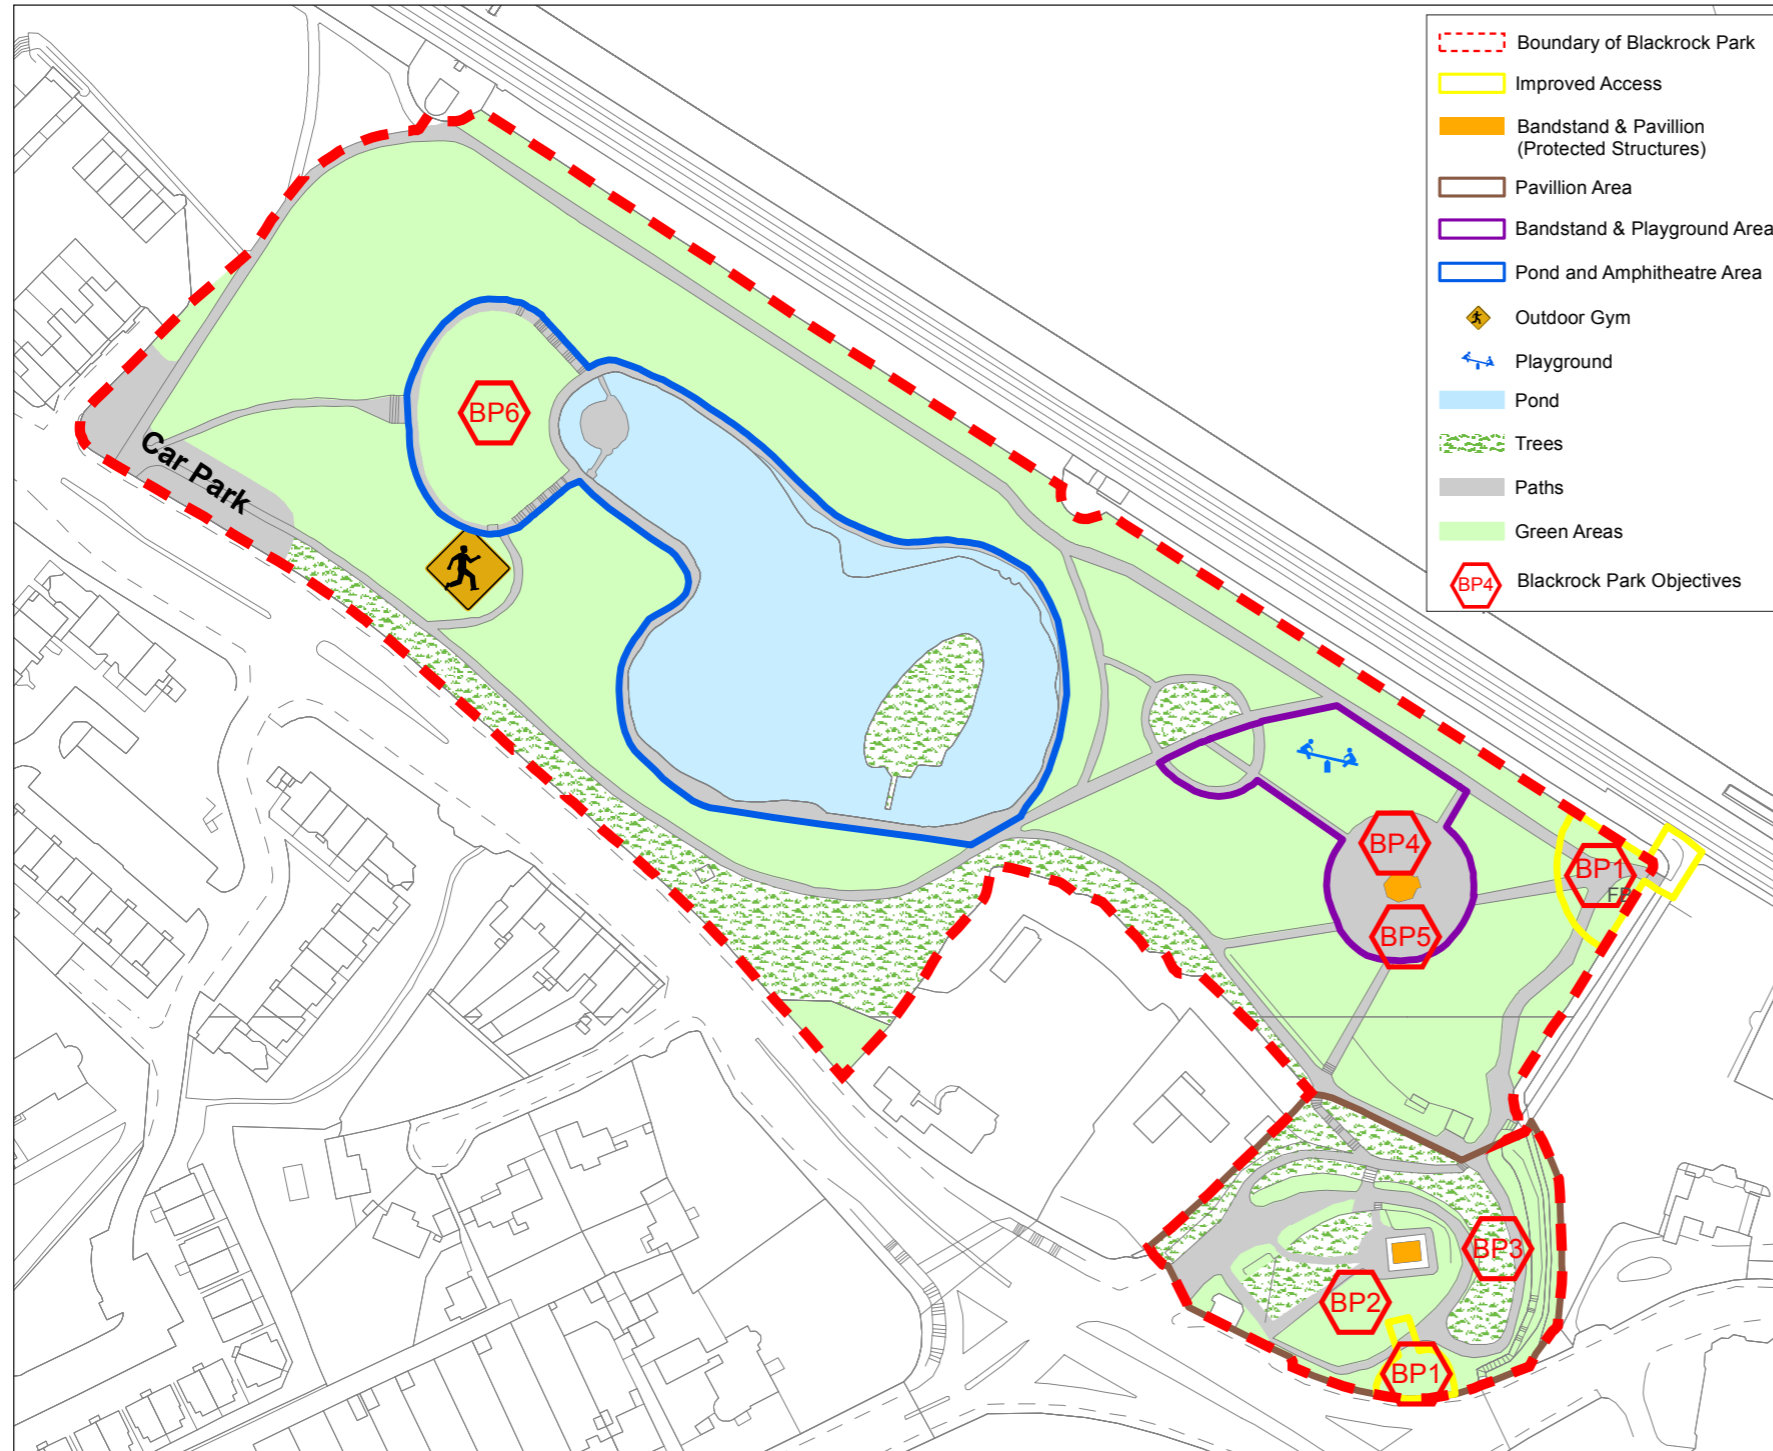 Boundary of Blackrock Park
Improved Access
Bandstand & Pavillion
(Protected Structures)
Pavillion Area
Bandstand & Playground Area
Pond and Amphitheatre Area
Outdoor Gym
Playground
Pond
Trees
Paths
Green Areas
BP4 Blackrock Park Objectives
BP6
Car Park
BP4
BP1
BP5
BP3
BP2
BP1